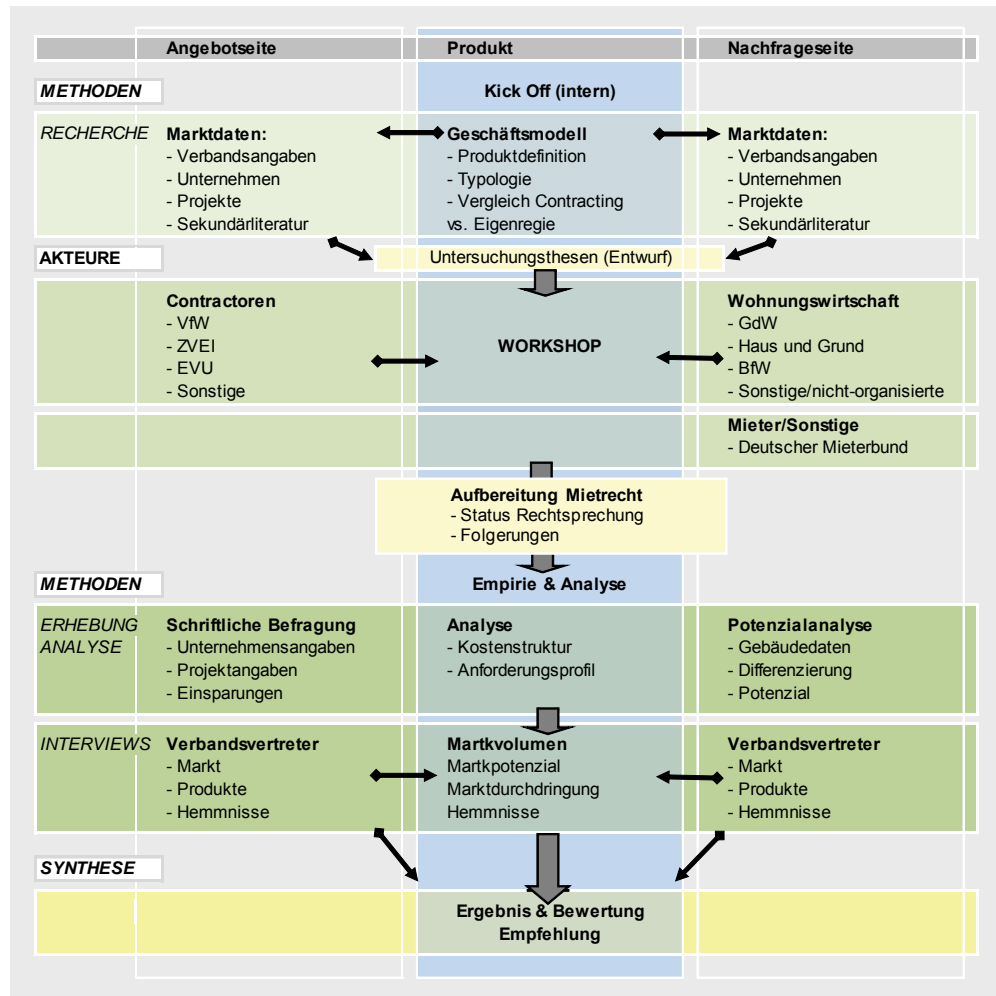 Angebotseite Produkt Nachfrageseite
METHODEN
Kick Off (intern)
RECHERCHE
Marktdaten:
- Verbandsangaben
- Unternehmen
- Projekte
- Sekundärliteratur
Geschäftsmodell
- Produktdefinition
- Typologie
- Vergleich Contracting
vs. Eigenregie
Marktdaten:
- Verbandsangaben
- Unternehmen
- Projekte
- Sekundärliteratur
AKTEURE
Untersuchungsthesen (Entwurf)
Contractoren
- VfW
- ZVEI
- EVU
- Sonstige
WORKSHOP
Wohnungswirtschaft
- GdW
- Haus und Grund
- BfW
- Sonstige/nicht-organisierte
Mieter/Sonstige
- Deutscher Mieterbund
Aufbereitung Mietrecht
- Status Rechtsprechung
- Folgerungen
METHODEN
Empirie & Analyse
ERHEBUNG
ANALYSE
Schriftliche Befragung
- Unternehmensangaben
- Projektangaben
- Einsparungen
Analyse
- Kostenstruktur
- Anforderungsprofil
Potenzialanalyse
- Gebäudedaten
- Differenzierung
- Potenzial
INTERVIEWS
Verbandsvertreter
- Markt
- Produkte
- Hemmnisse
Martkvolumen
Martkpotenzial
Marktdurchdringung
Hemmnisse
Verbandsvertreter
- Markt
- Produkte
- Hemmnisse
SYNTHESE
Ergebnis & Bewertung
Empfehlung